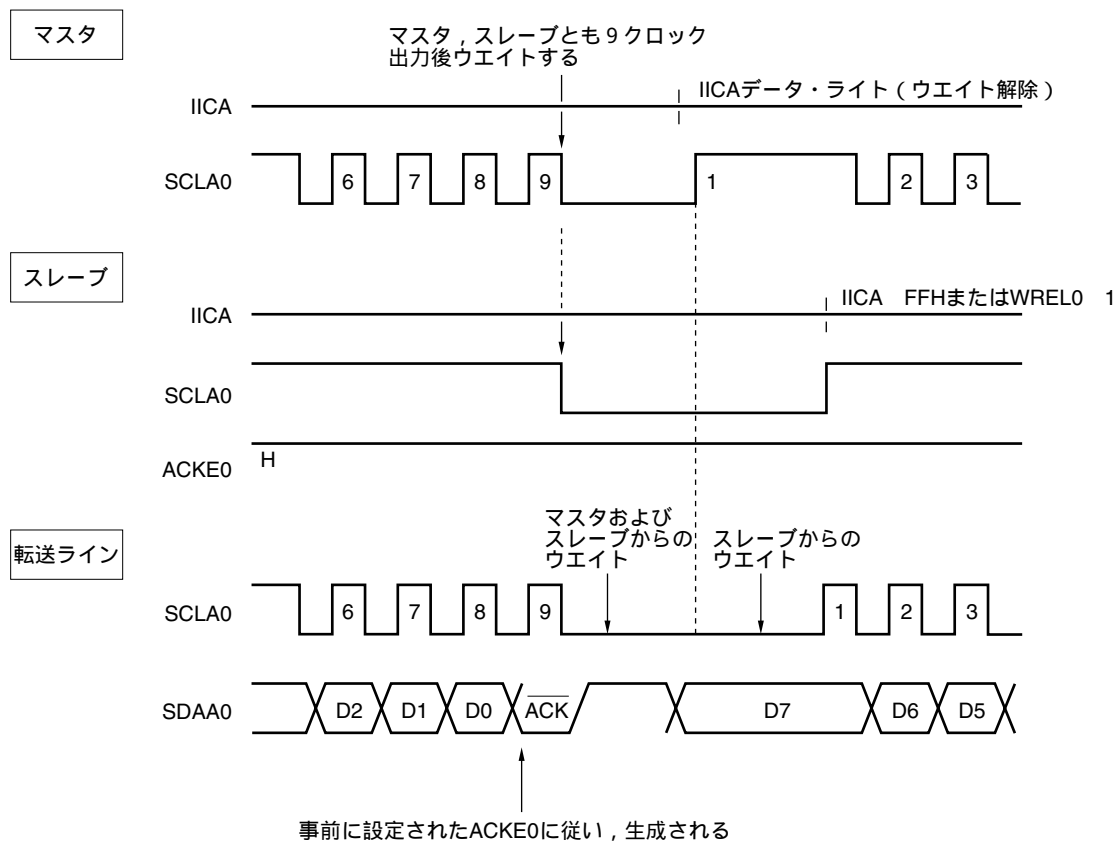 マスタ
マスタ，スレーブとも9クロック
出力後ウエイトする
IICA
IICAデータ・ライト（ウエイト解除）
SCLA0
6 7 8 9 1 2 3
スレーブ
IICA
IICA FFHまたはWREL0 1
SCLA0
ACKE0
H
転送ライン
マスタおよび
スレーブからの
ウエイト
スレーブからの
ウエイト
SCLA0
6 7 8 9 1 2 3
SDAA0
D2 D1 D0 ACK D7 D6 D5
事前に設定されたACKE0に従い，生成される